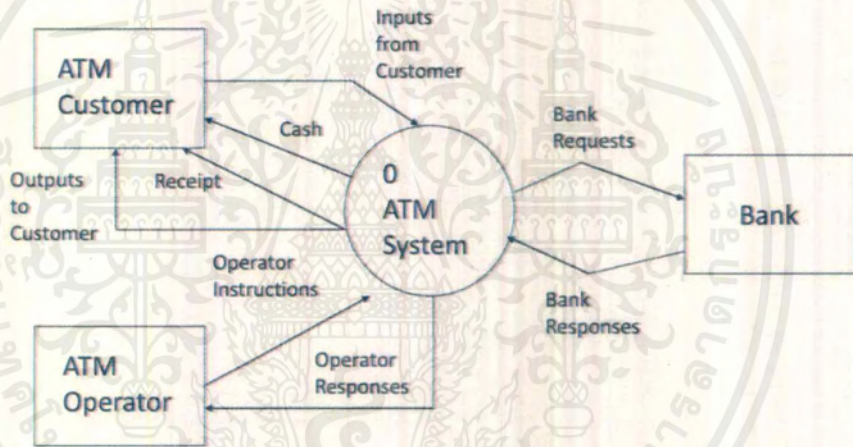 Inputs
from
Customer
ATM
Customer
Cash
Bank
Requests
Outputs
to
Customer
Receipt
0
ATM
System
Bank
Operator
Instructions
Bank
Responses
ATM
Operator
Operator
Responses